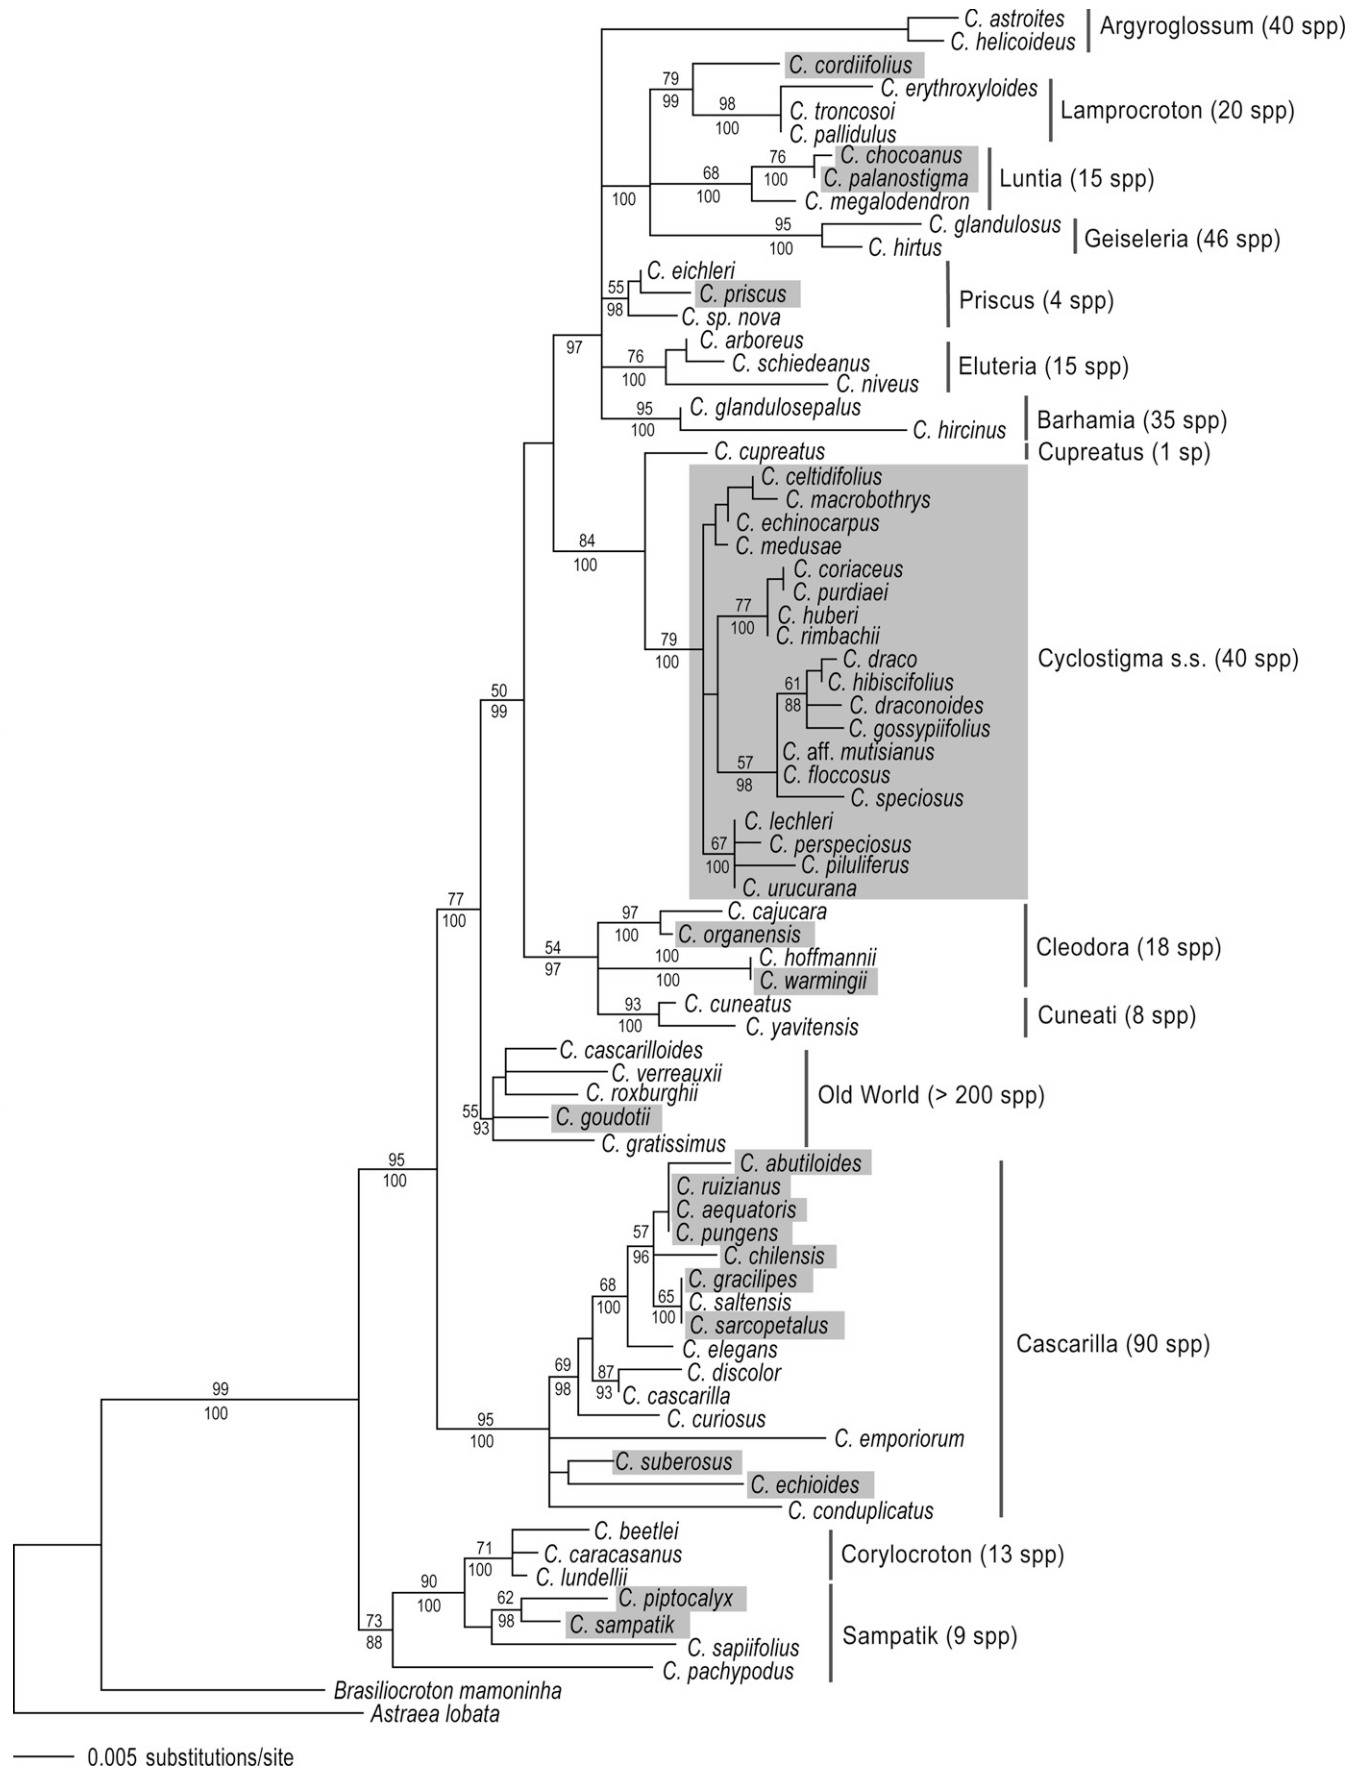 C. astroites
Argyroglossum (40 spp)
C. helicoideus
C. cordiifolius
79
99
C. erythroxyloides
98
100
C. troncosoi
Lamprocroton (20 spp)
C. pallidulus
C. chocoanus
76
100
C. palanostigma
68
100
Luntia (15 spp)
100
C. megalodendron
C. glandulosus
95
100
Geiseleria (46 spp)
C. hirtus
C. eichleri
55
98
C. priscus
Priscus (4 spp)
C. sp. nova
97
C. arboreus
76
100
C. schiedeanus
Eluteria (15 spp)
C. niveus
C. glandulosepalus
95
100
Barhamia (35 spp)
C. hircinus
C. cupreatus
Cupreatus (1 sp)
C. celtidifolius
C. macrobothrys
C. echinocarpus
84
100
C. medusae
C. coriaceus
C. purdiaei
77
100
C. huberi
C. rimbachii
79
100
Cyclostigma s.s. (40 spp)
C. draco
C. hibiscifolius
61
88
C. draconoides
C. gossypiifolius
50
99
C. aff. mutisianus
57
98
C. floccosus
C. speciosus
C. lechleri
67
100
C. perspeciosus
C. piluliferus
C. urucurana
77
100
C. cajucara
97
100
C. organensis
54
97
Cleodora (18 spp)
C. hoffmannii
100
100
C. warmingii
C. cuneatus
93
100
Cuneati (8 spp)
C. yavitensis
C. cascarilloides
C. verreauxii
C. roxburghii
Old World (> 200 spp)
55
93
C. goudotii
C. gratissimus
95
100
C. abutiloides
C. ruizianus
C. aequatoris
C. pungens
57
96
C. chilensis
C. gracilipes
68
100
65
100
C. saltensis
C. sarcopetalus
C. elegans
Cascarilla (90 spp)
69
98
87
93
C. discolor
C. cascarilla
99
100
C. curiosus
95
100
C. emporiorum
C. suberosus
C. echioides
C. conduplicatus
C. beetlei
71
100
C. caracasanus
Corylocroton (13 spp)
C. lundellii
90
100
62
98
C. piptocalyx
C. sampatik
73
88
Sampatik (9 spp)
C. sapiifolius
C. pachypodus
Brasiliocroton mamoninha
Astraea lobata
0.005 substitutions/site